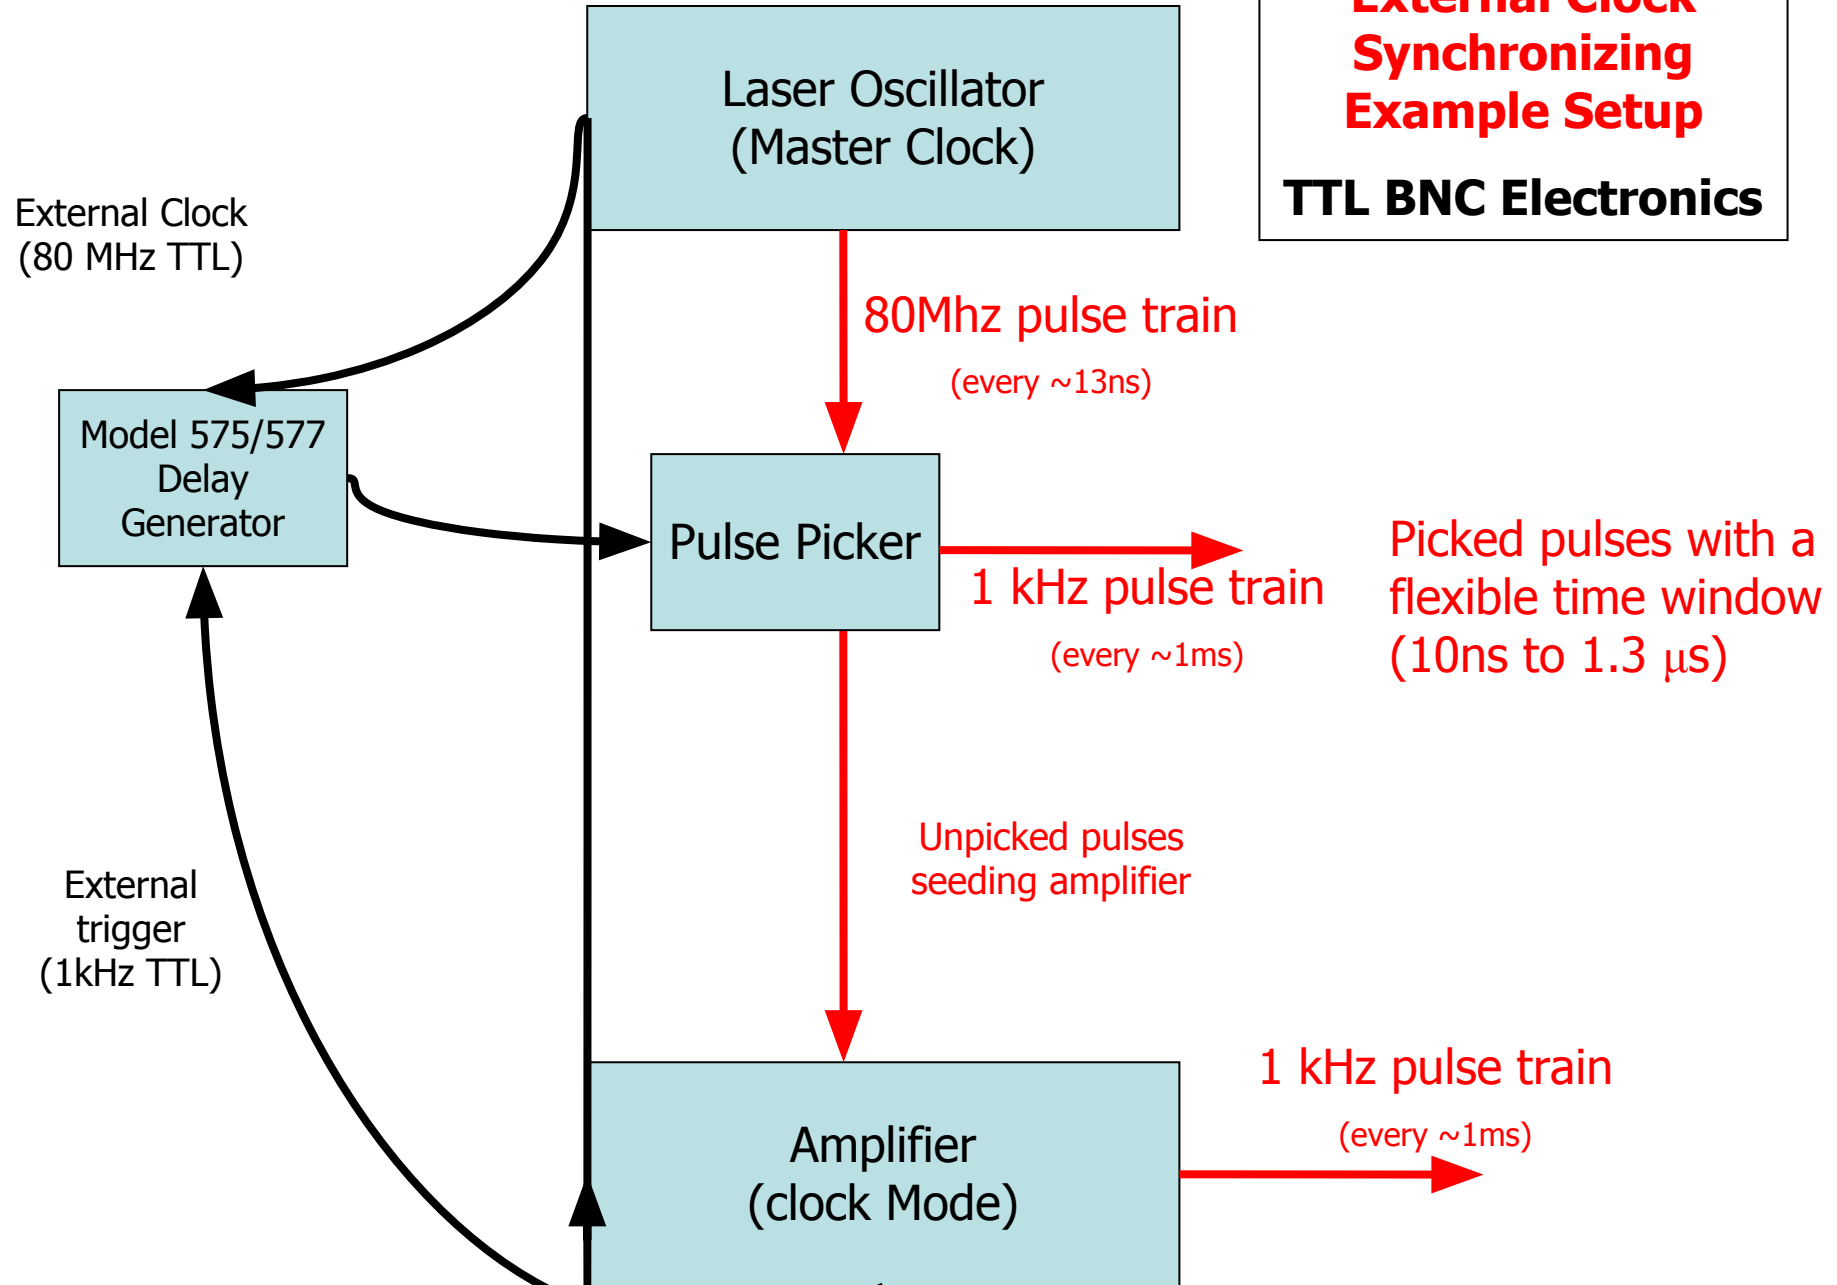 External Clock
Synchronizing
Example Setup
TTL BNC Electronics
Laser Oscillator
(Master Clock)
External Clock
(80 MHz TTL)
80Mhz pulse train
(every ~13ns)
Model 575/577
Delay
Generator
Pulse Picker
1 kHz pulse train
(every ~1ms)
Picked pulses with a
flexible time window
(10ns to 1.3 μs)
Unpicked pulses
seeding amplifier
External
trigger
(1kHz TTL)
1 kHz pulse train
(every ~1ms)
Amplifier
(clock Mode)